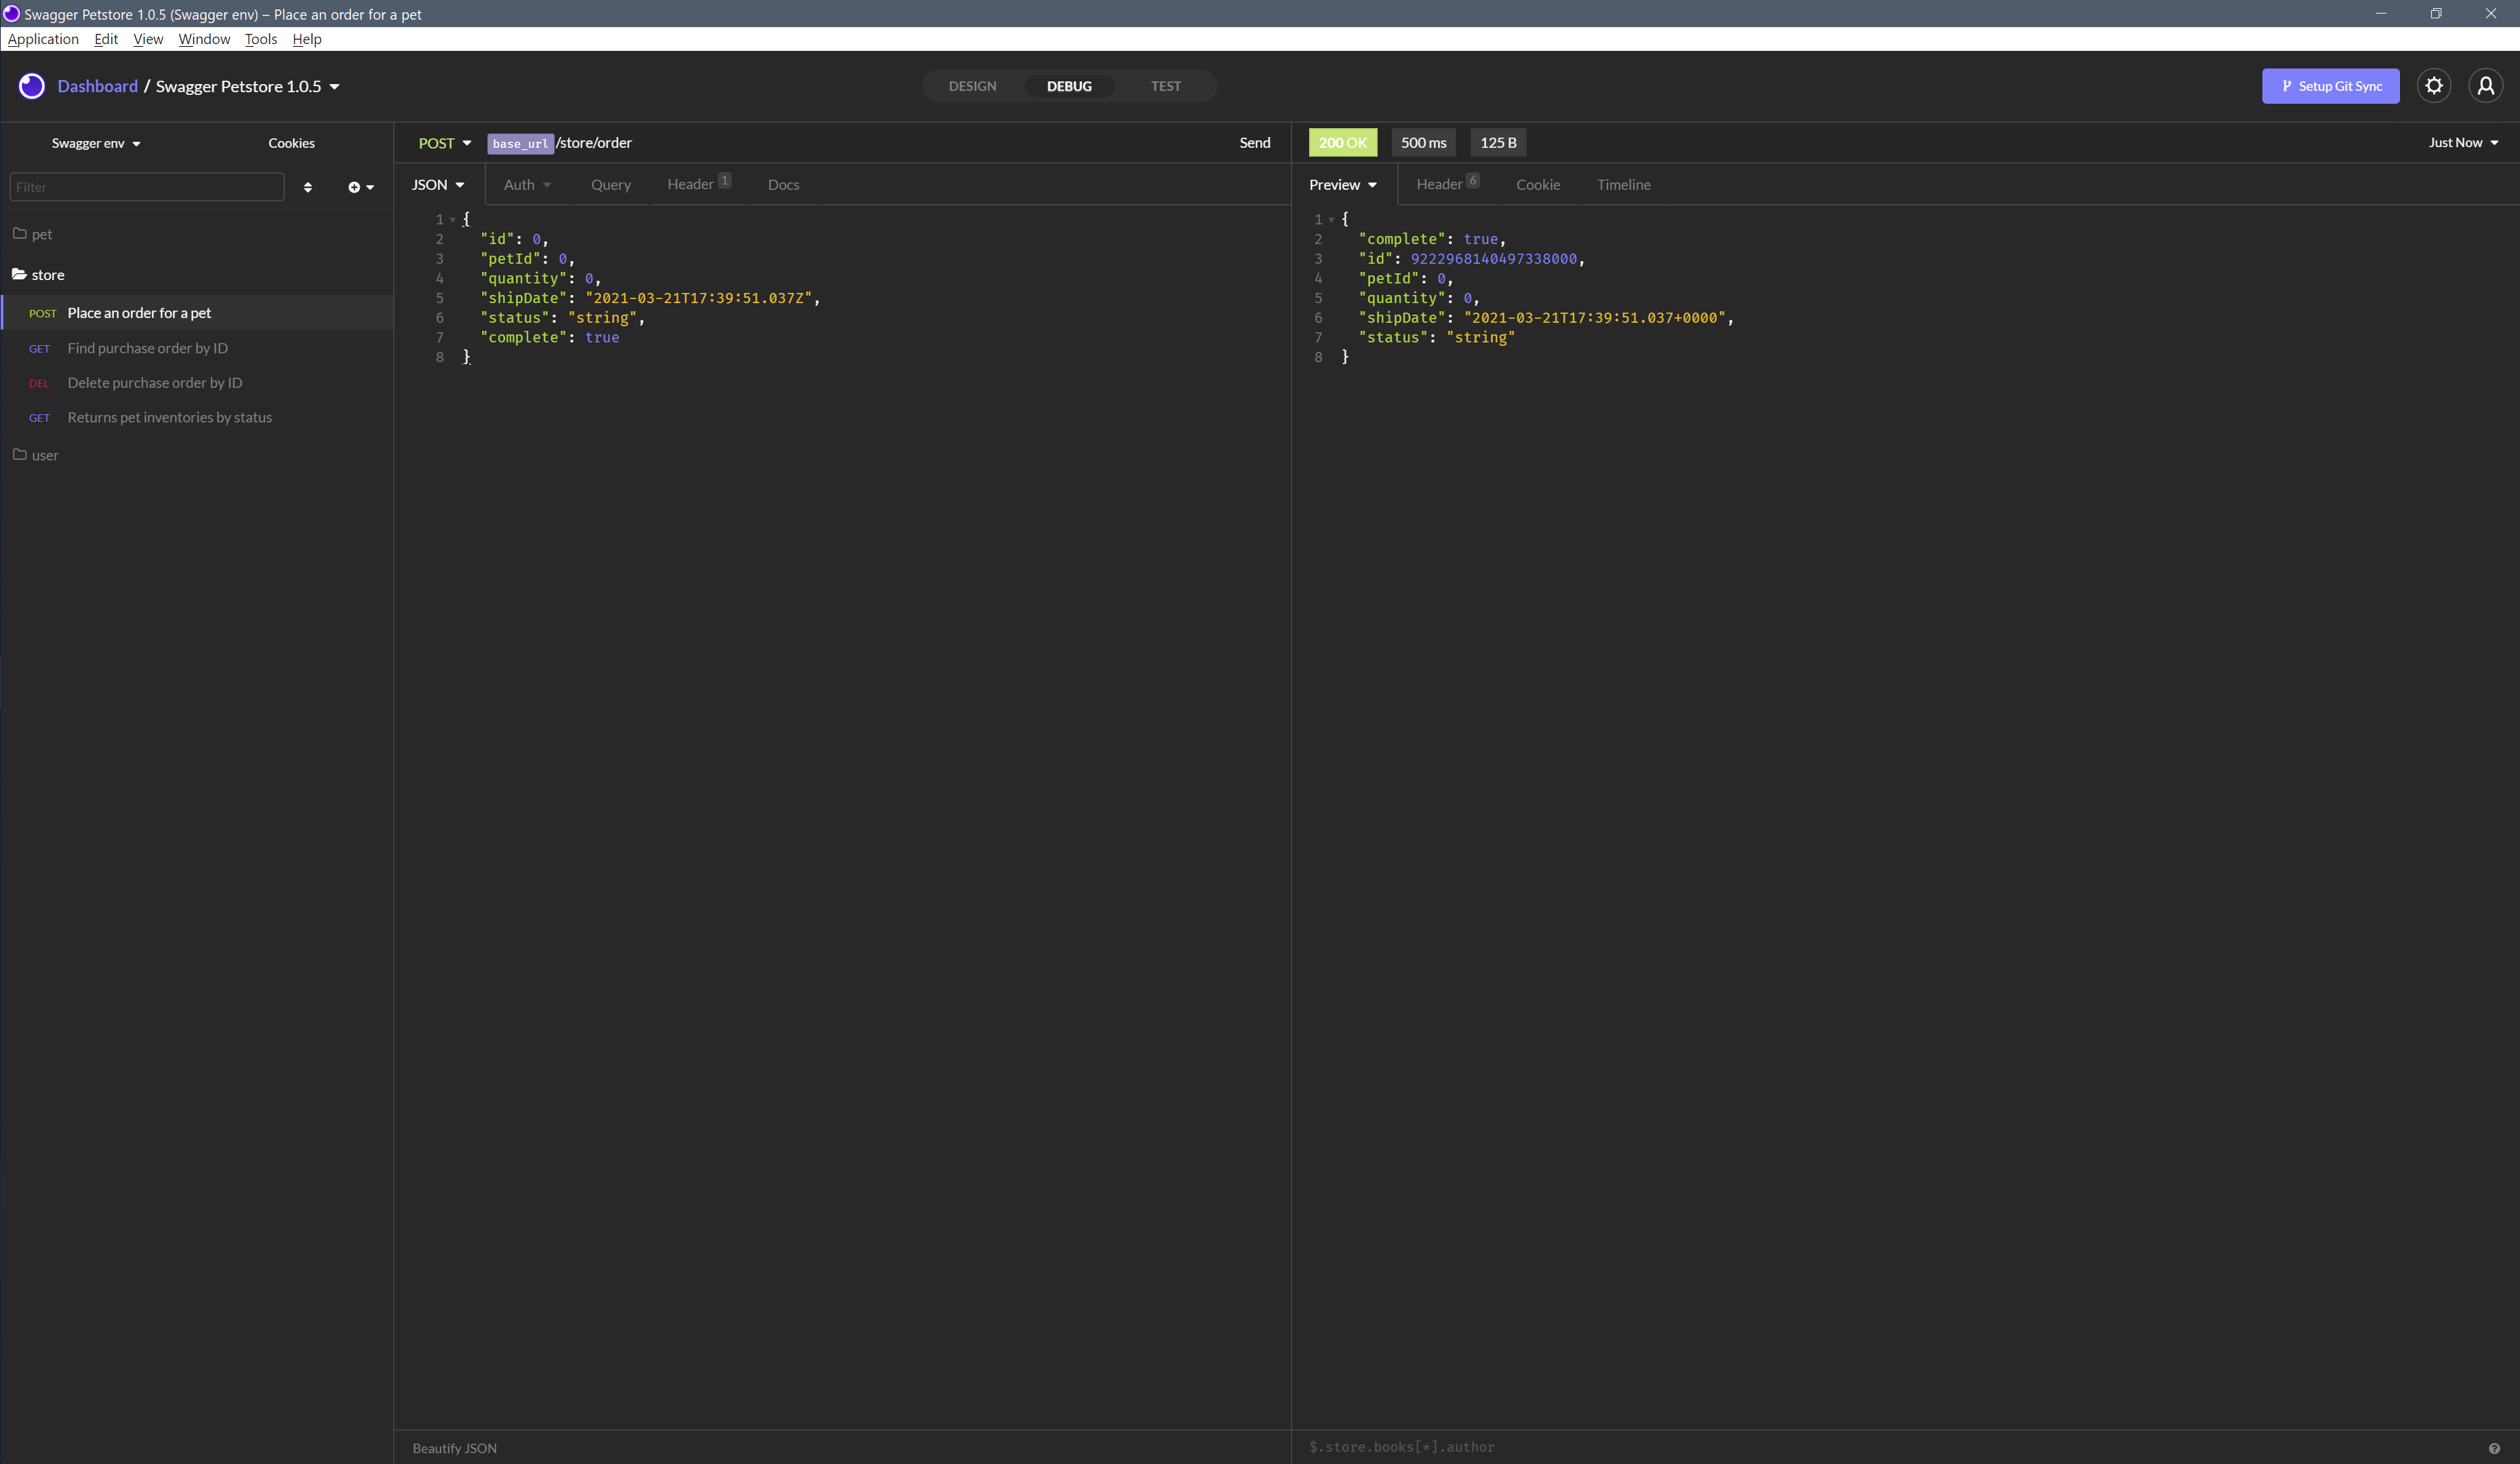 Swagger Petstore 1.0.5 (Swagger env) – Place an order for a pet
Application Edit View Window Tools Help
Dashboard / Swagger Petstore 1.0.5
DESIGN DEBUG TEST
Setup Git Sync
Swagger env Cookies
Filter
pet
store
POST Place an order for a pet
GET Find purchase order by ID
DEL Delete purchase order by ID
GET Returns pet inventories by status
user
POST base_url/store/order Send
JSON Auth Query Header 1 Docs
1 {
2 "id": 0,
3 "petId": 0,
4 "quantity": 0,
5 "shipDate": "2021-03-21T17:39:51.037Z",
6 "status": "string",
7 "complete": true
8 }
Beautify JSON
200 OK 500 ms 125 B Just Now
Preview Header 6 Cookie Timeline
1 {
2 "complete": true,
3 "id": 9222968140497338000,
4 "petId": 0,
5 "quantity": 0,
6 "shipDate": "2021-03-21T17:39:51.037+0000",
7 "status": "string"
8 }
$.store.books[*].author